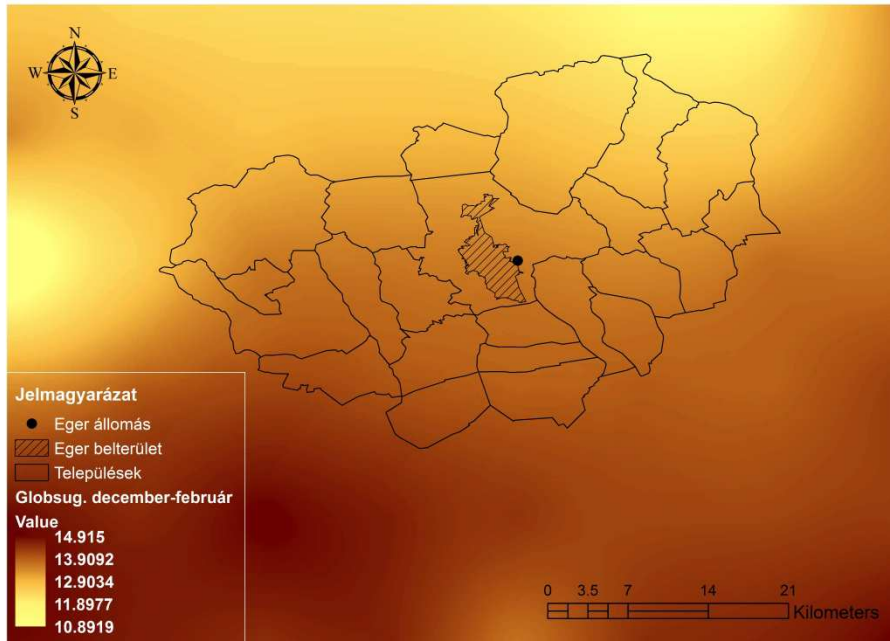 N
W E
S
Jelmagyarázat
Eger állomás
Eger belterület
Települések
Globsug. december-február
Value
14.915
13.9092
12.9034
11.8977
10.8919
0 3.5 7 14 21
Kilometers